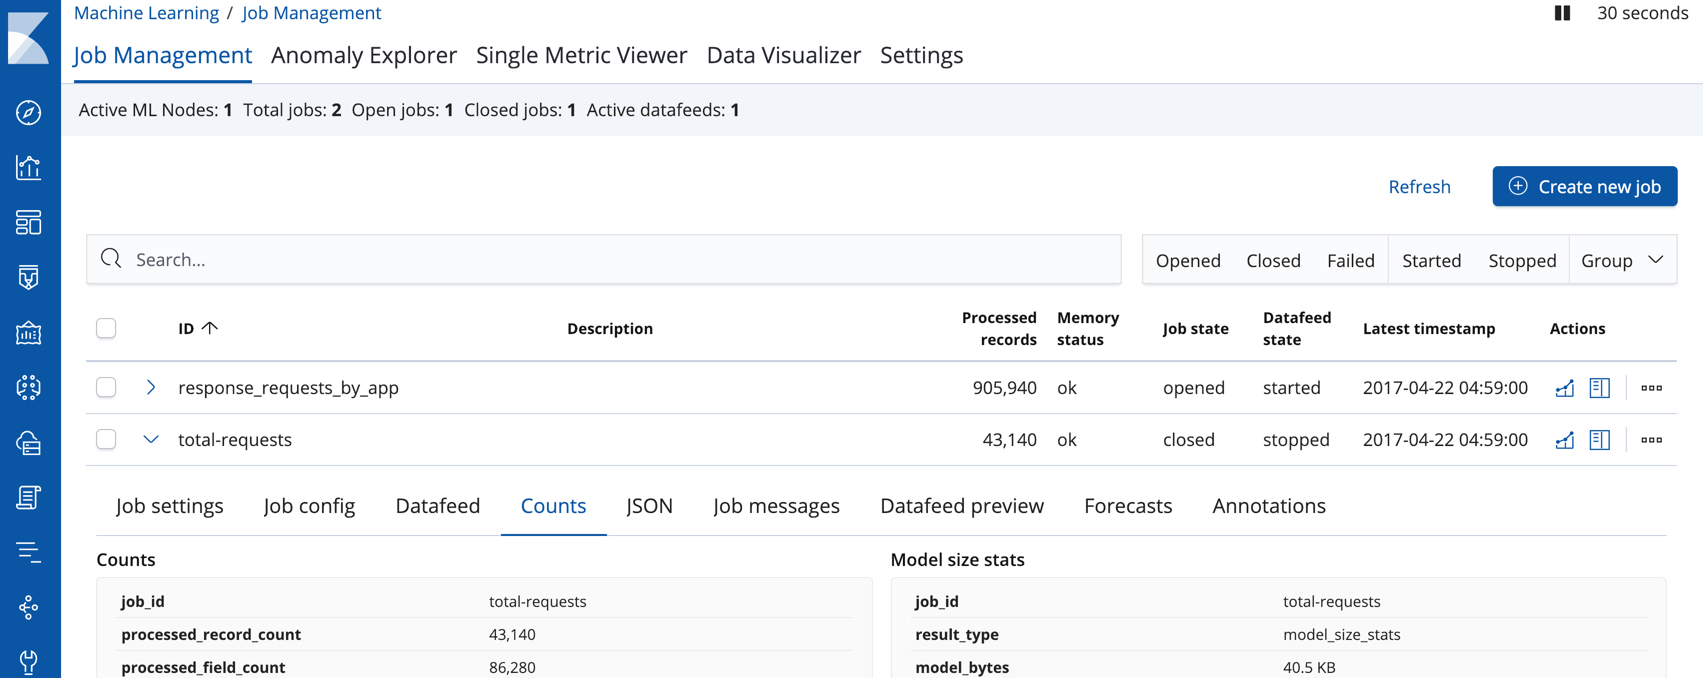 Machine Learning / Job Management
30 seconds
Job Management Anomaly Explorer Single Metric Viewer Data Visualizer Settings
Active ML Nodes: 1 Total jobs: 2 Open jobs: 1 Closed jobs: 1 Active datafeeds: 1
Refresh Create new job
Search... Opened Closed Failed Started Stopped Group
ID Description Processed records Memory status Job state Datafeed state Latest timestamp Actions
response_requests_by_app 905,940 ok opened started 2017-04-22 04:59:00
total-requests 43,140 ok closed stopped 2017-04-22 04:59:00
Job settings Job config Datafeed Counts JSON Job messages Datafeed preview Forecasts Annotations
Counts
job_id total-requests
processed_record_count 43,140
processed_field_count 86,280
Model size stats
job_id total-requests
result_type model_size_stats
model_bytes 40.5 KB